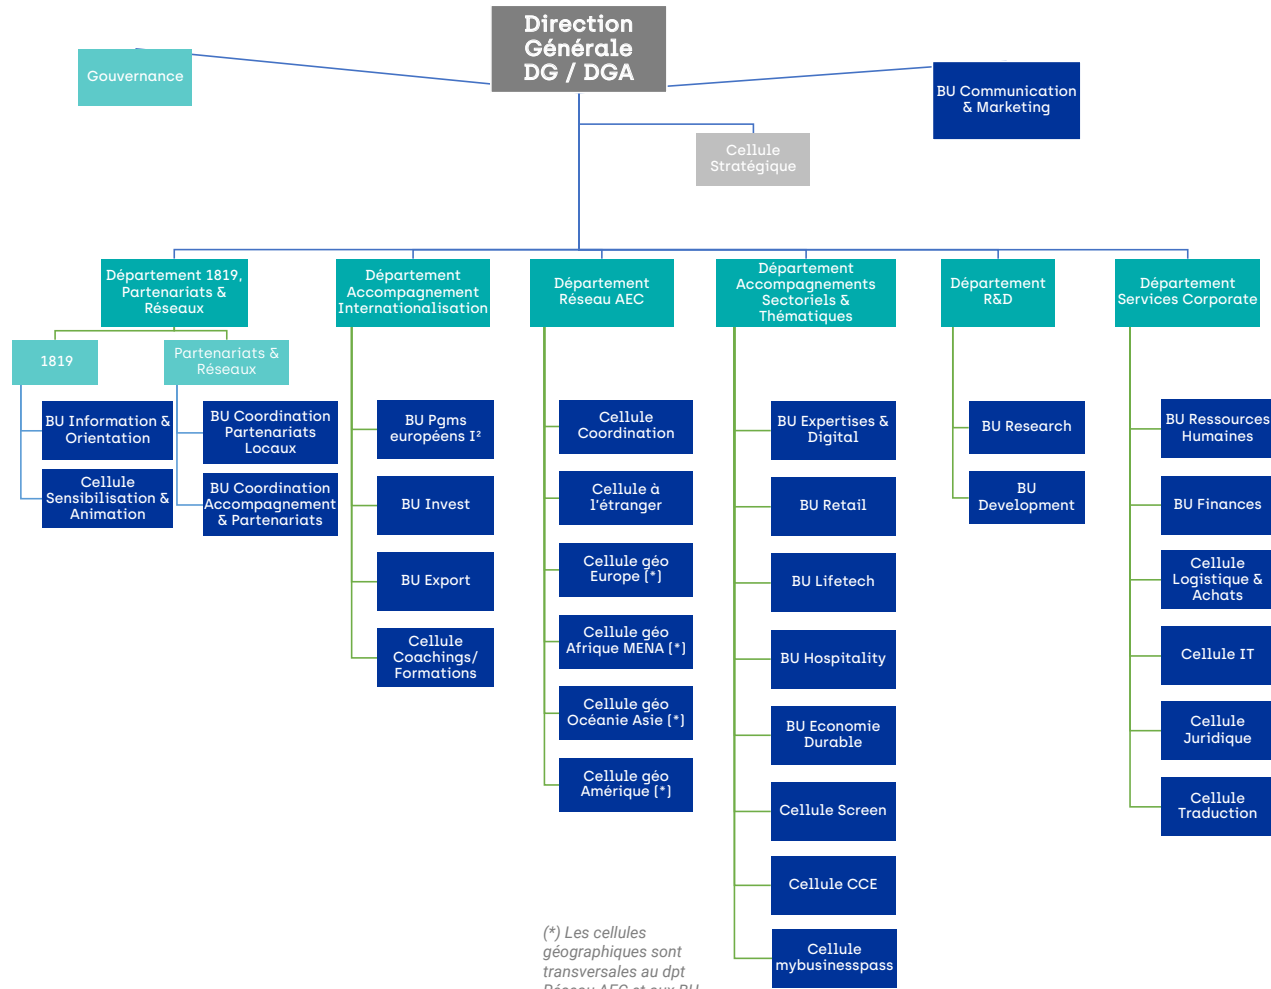 Direction
Générale
DG / DGA
Gouvernance
BU Communication
& Marketing
Cellule
Stratégique
Département 1819,
Partenariats &
Réseaux
Département
Accompagnement
Internationalisation
Département
Réseau AEC
Département
Accompagnements
Sectoriels &
Thématiques
Département
R&D
Département
Services Corporate
1819
Partenariats &
Réseaux
BU Information &
Orientation
Cellule
Sensibilisation &
Animation
BU Coordination
Partenariats
Locaux
BU Coordination
Accompagnement
& Partenariats
BU Pgms
européens I²
BU Invest
BU Export
Cellule
Coachings/
Formations
Cellule
Coordination
Cellule à
l'étranger
Cellule géo
Europe (*)
Cellule géo
Afrique MENA (*)
Cellule géo
Océanie Asie (*)
Cellule géo
Amérique (*)
BU Expertises &
Digital
BU Retail
BU Lifetech
BU Hospitality
BU Economie
Durable
Cellule Screen
Cellule CCE
Cellule
mybusinesspass
BU Research
BU
Development
BU Ressources
Humaines
BU Finances
Cellule
Logistique &
Achats
Cellule IT
Cellule
Juridique
Cellule
Traduction
(*) Les cellules
géographiques sont
transversales au dpt
Réseau AEC et aux BU